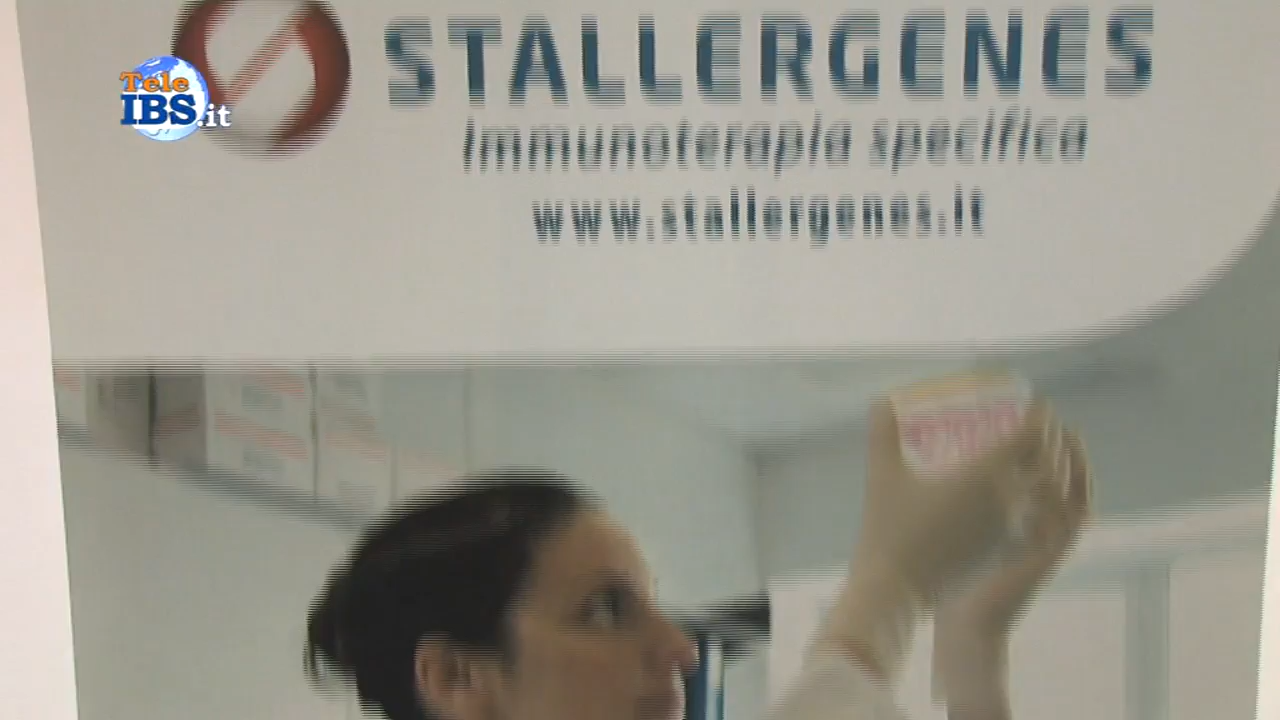 STALLERGENES
Tele
IBS.it
Immunoterapia specifica
www.stallergenes.it